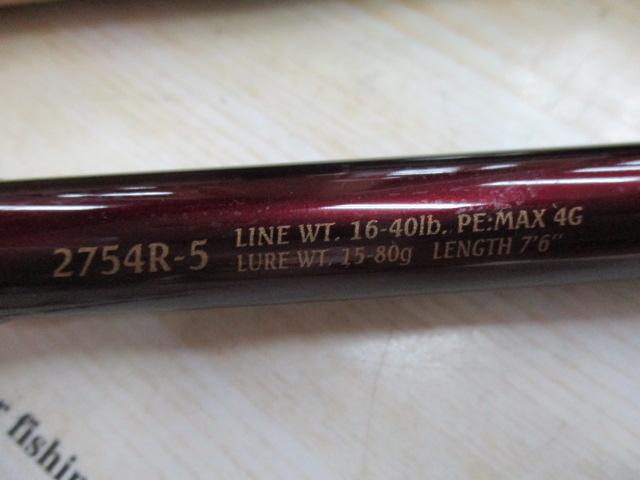 2754R-5
LINE WT. 16-40lb. PE:MAX 4G
LURE WT. 15-80g LENGTH 7'6"
fishin